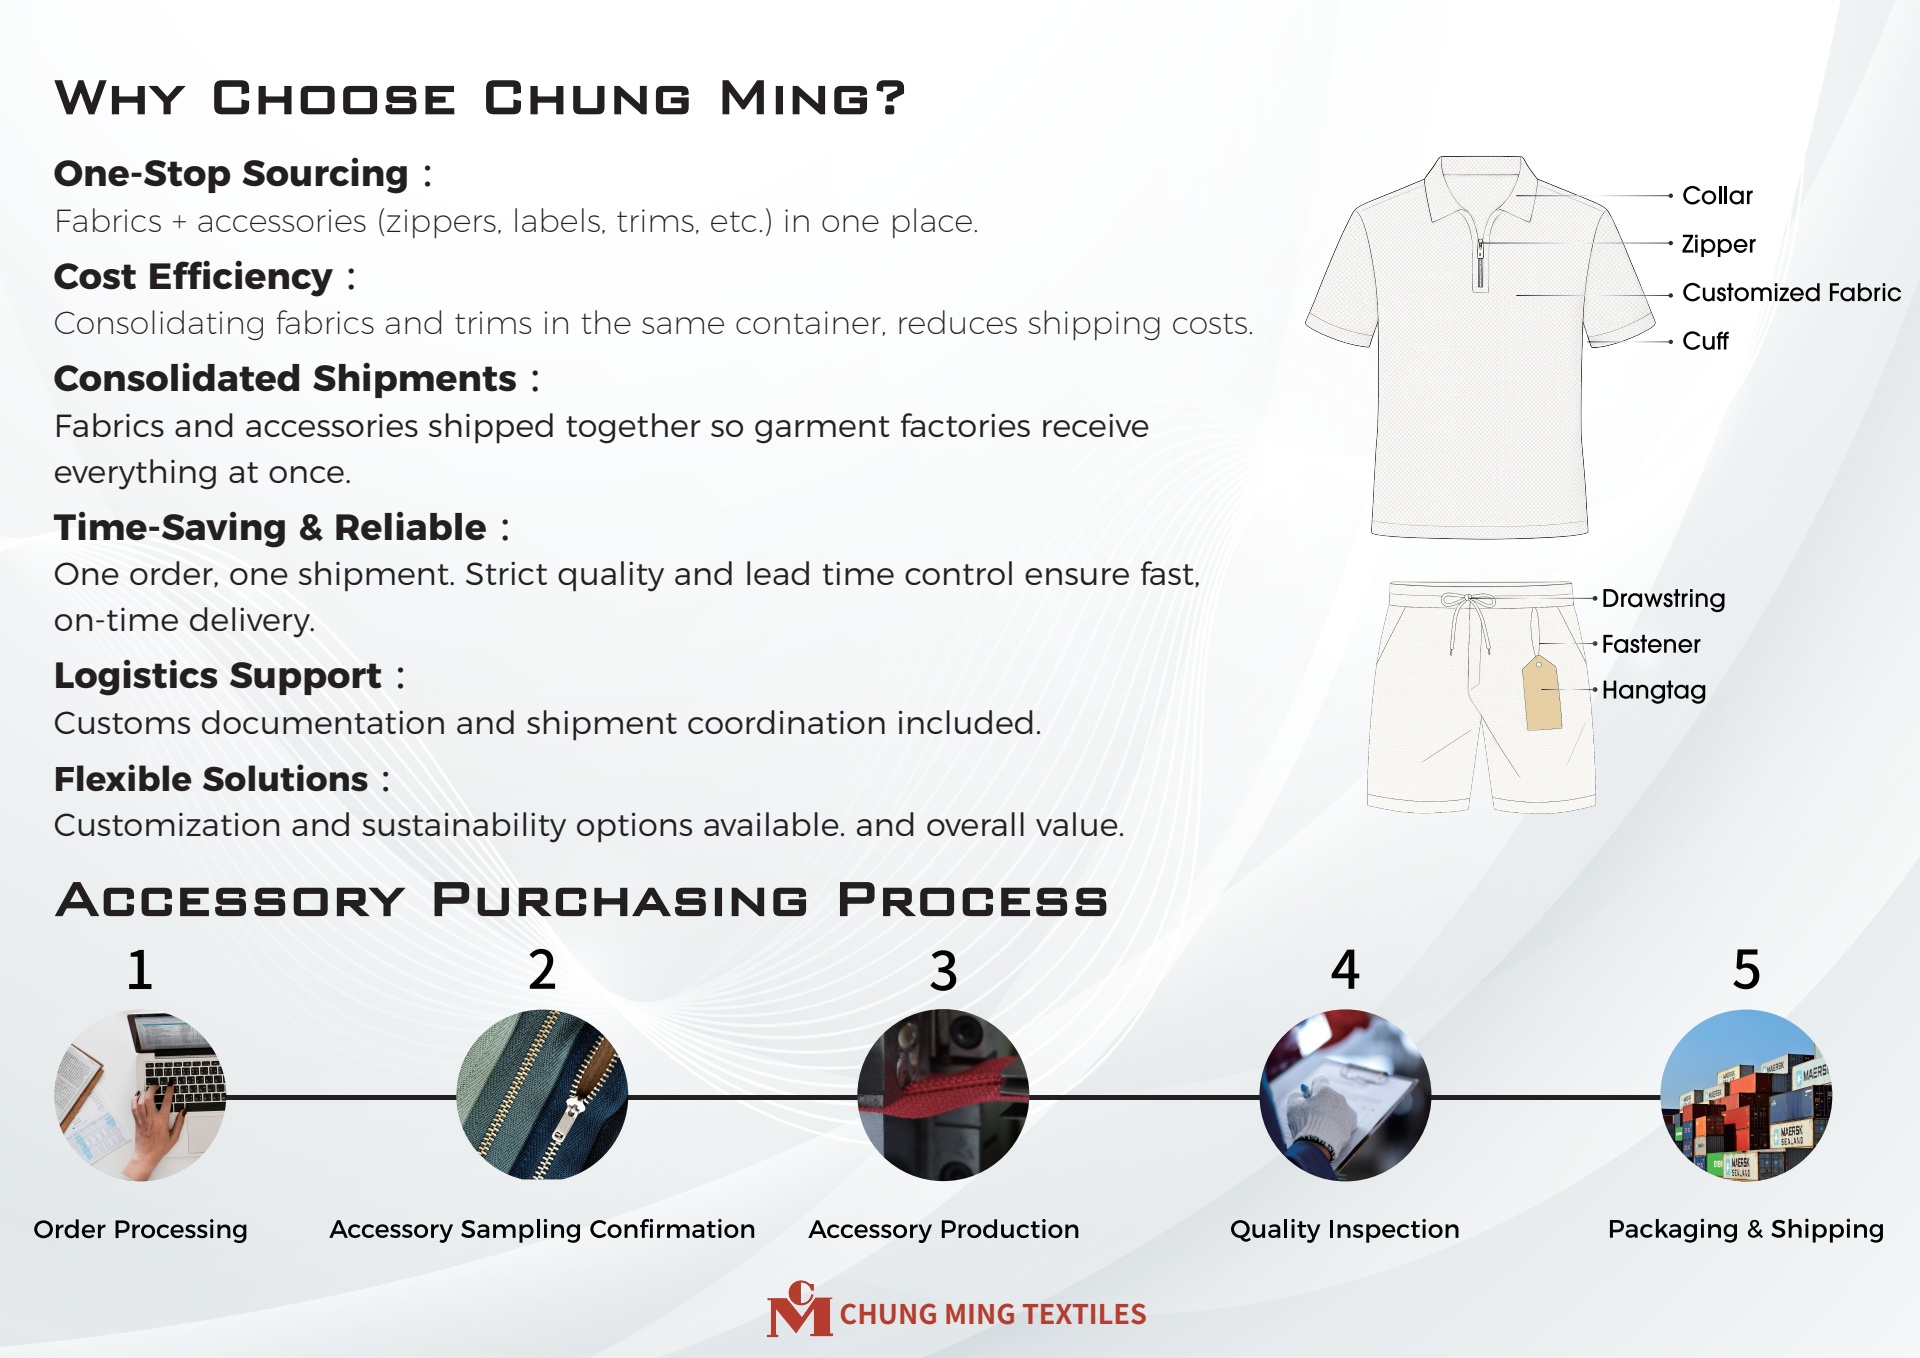 WHY CHOOSE CHUNG MING?
One-Stop Sourcing：
Fabrics + accessories (zippers, labels, trims, etc.) in one place.
Cost Efficiency：
Consolidating fabrics and trims in the same container, reduces shipping costs.
Consolidated Shipments：
Fabrics and accessories shipped together so garment factories receive
everything at once.
Time-Saving & Reliable：
One order, one shipment. Strict quality and lead time control ensure fast,
on-time delivery.
Logistics Support：
Customs documentation and shipment coordination included.
Flexible Solutions：
Customization and sustainability options available. and overall value.
Collar
Zipper
Customized Fabric
Cuff
Drawstring
Fastener
Hangtag
ACCESSORY PURCHASING PROCESS
1
2
3
4
5
MAERSK
SEALAND
MAERSK
SEALAND
Order Processing
Accessory Sampling Confirmation
Accessory Production
Quality Inspection
Packaging & Shipping
CM CHUNG MING TEXTILES